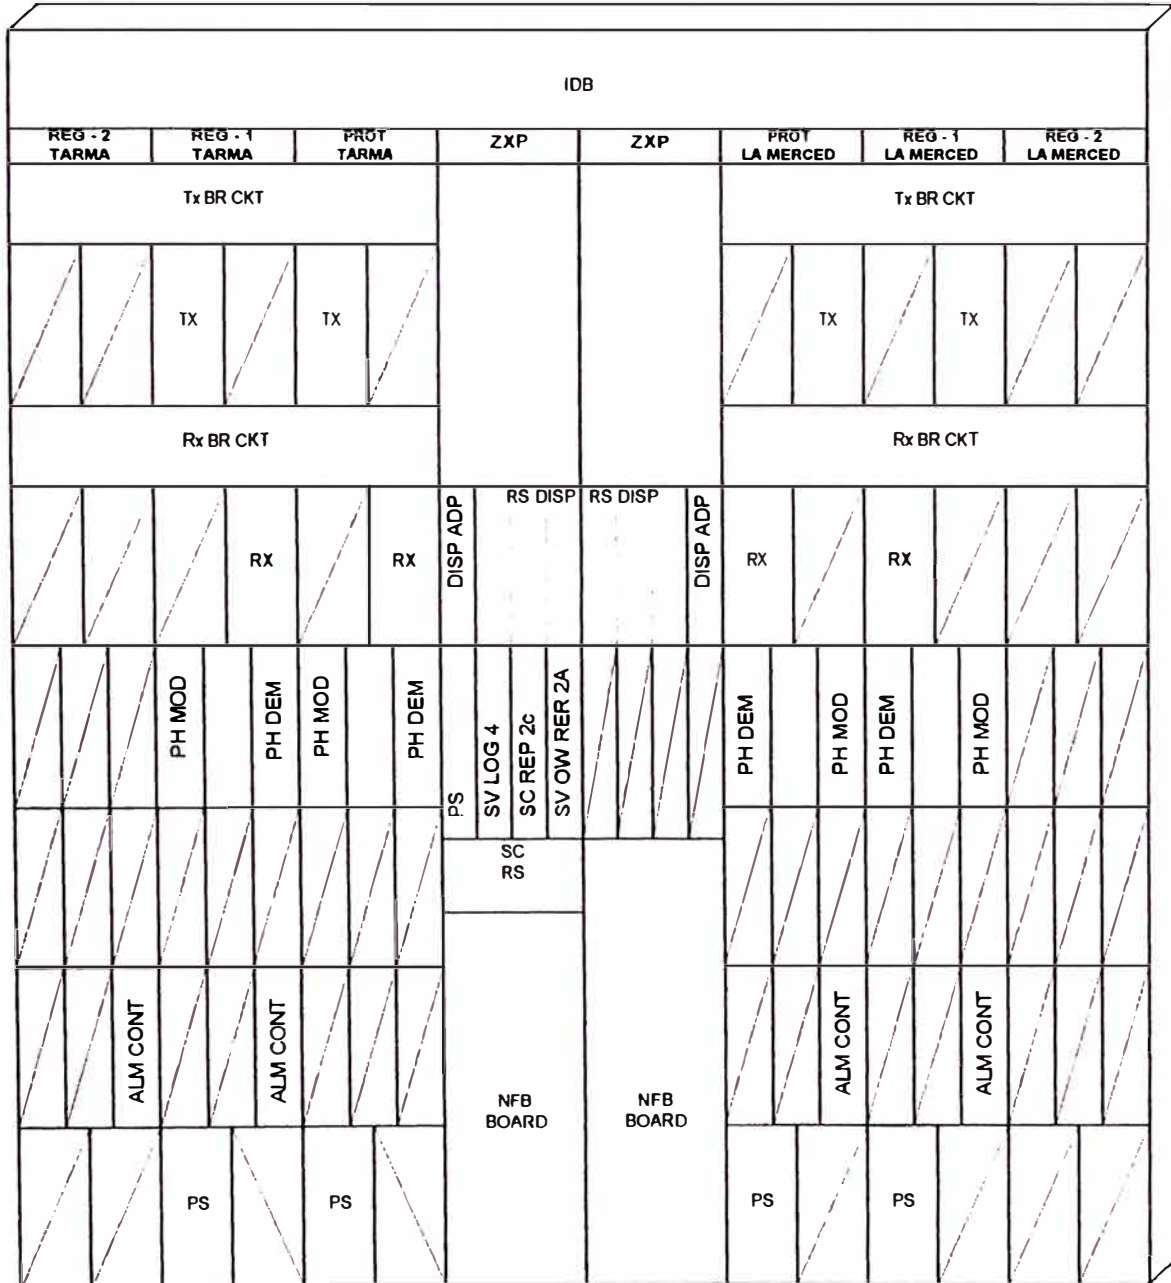 IDB
REG - 2 TARMA
REG - 1 TARMA
PROT TARMA
ZXP
ZXP
PROT LA MERCED
REG - 1 LA MERCED
REG - 2 LA MERCED
Tx BR CKT
Tx BR CKT
TX
TX
TX
TX
Rx BR CKT
Rx BR CKT
RX
RX
DISP ADP
RS DISP
RS DISP
DISP ADP
RX
RX
PH MOD
PH DEM
PH MOD
PH DEM
PS
SV LOG 4
SC REP 2c
SV OW RER 2A
PH DEM
PH MOD
PH DEM
PH MOD
SC
RS
ALM CONT
ALM CONT
NFB
BOARD
NFB
BOARD
ALM CONT
ALM CONT
PS
PS
PS
PS